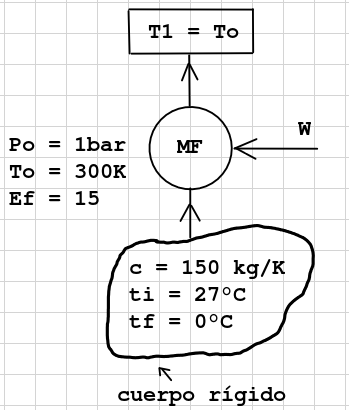 T1 = To
MF
W
Po = 1bar
To = 300K
Ef = 15
c = 150 kg/K
ti = 27°C
tf = 0°C
cuerpo rígido